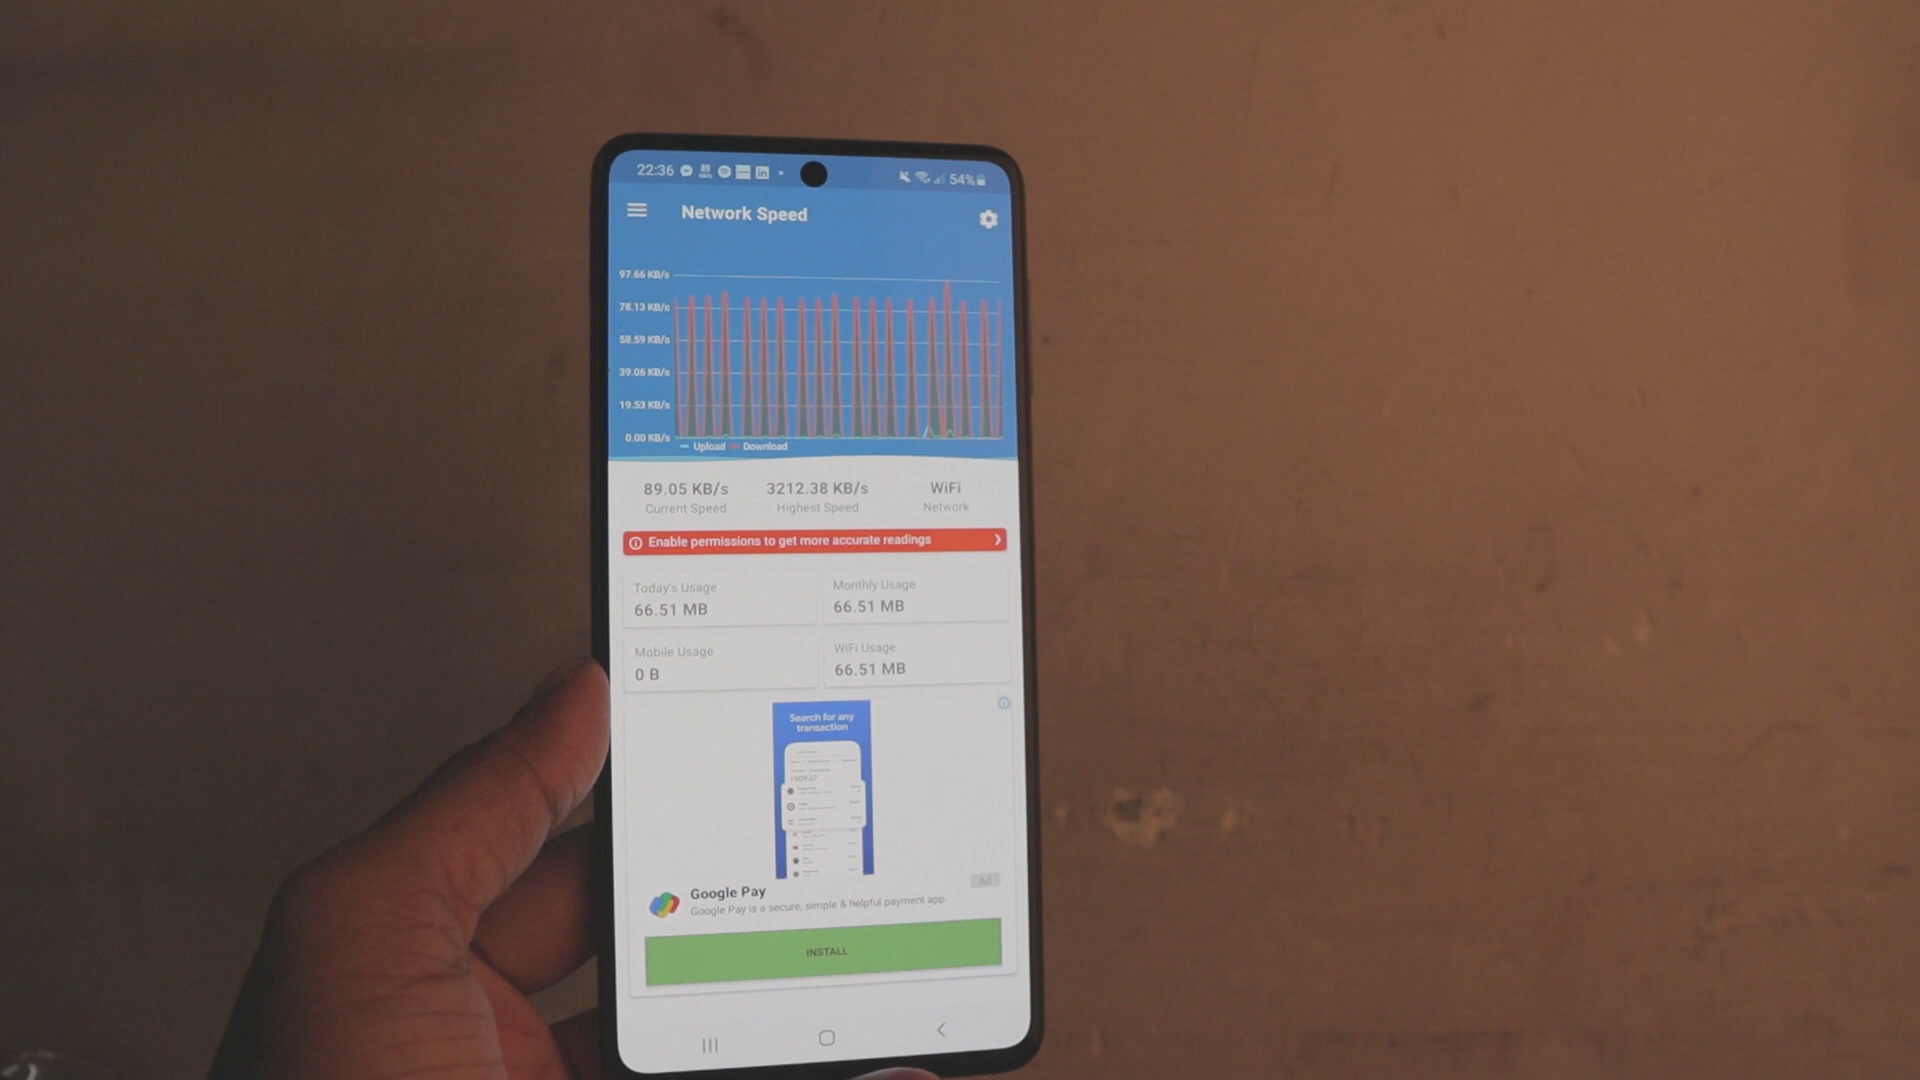 22:36
54%
Network Speed
97.66 KB/s
78.13 KB/s
58.59 KB/s
39.06 KB/s
19.53 KB/s
0.00 KB/s
Upload Download
89.05 KB/s 3212.38 KB/s WiFi
Current Speed Highest Speed Network
Enable permissions to get more accurate readings
Today's Usage Monthly Usage
66.51 MB 66.51 MB
Mobile Usage WiFi Usage
0 B 66.51 MB
Search for any
transaction
Google Pay
Ad
Google Pay is a secure, simple & helpful payment app
INSTALL